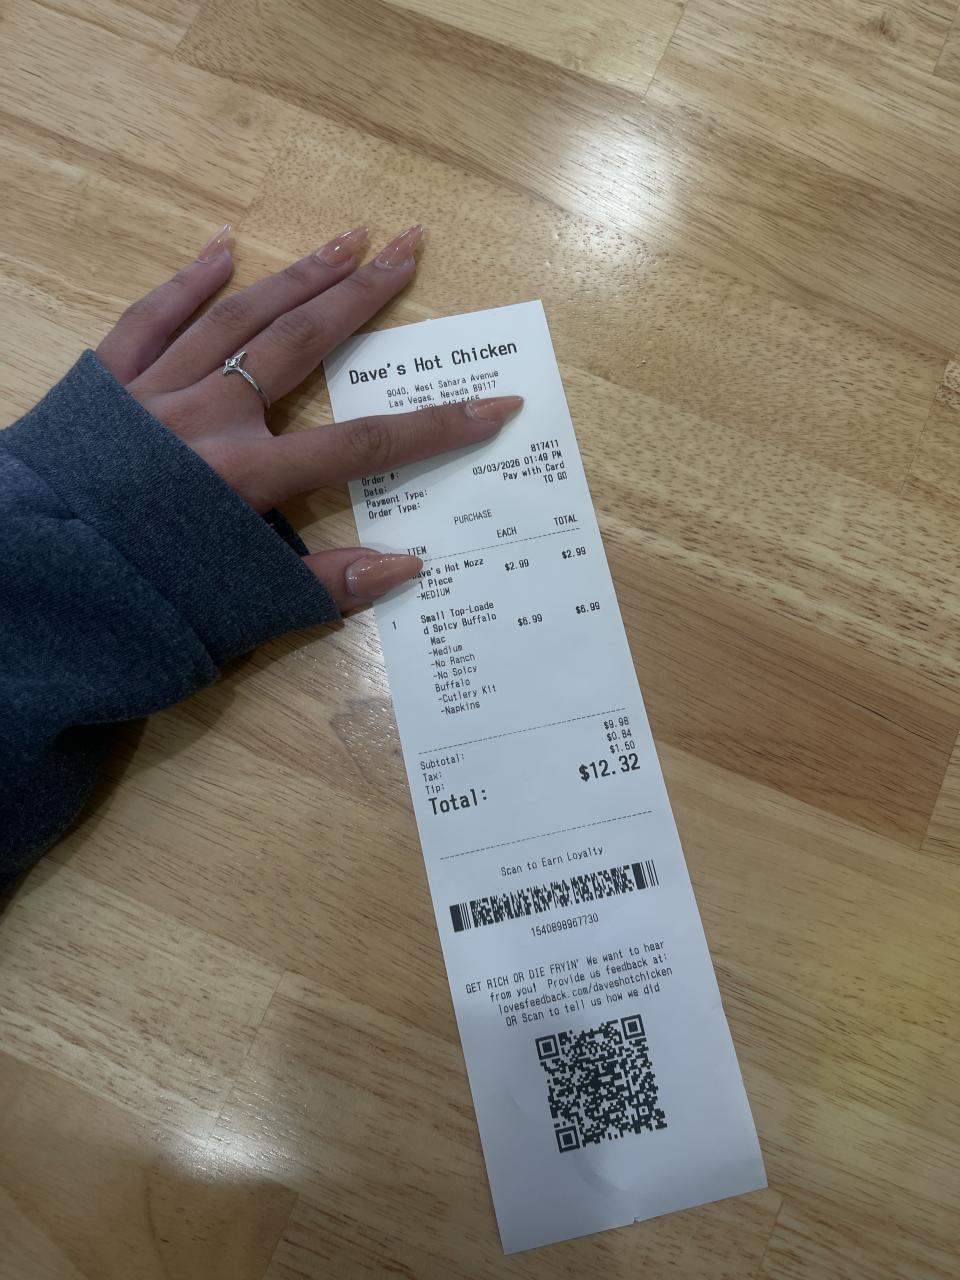 Dave's Hot Chicken
9040, West Sahara Avenue
Las Vegas, Nevada 89117
Order #: 817411
Date: 03/03/2026 01:49 PM
Payment Type: Pay with Card
Order Type: TO GO
PURCHASE
ITEM EACH TOTAL
Hot Mozz $2.99 $2.99
1 Piece
-MEDIUM
1 Small Top-Loade $6.99 $6.99
d Spicy Buffalo
Mac
-Medium
-No Ranch
-No Spicy
Buffalo
-Cutlery Kit
-Napkins
Subtotal: $9.98
Tax: $0.84
Tip: $1.50
Total: $12.32
Scan to Earn Loyalty
1540898967730
GET RICH OR DIE FRYIN' We want to hear
from you! Provide us feedback at:
lovesfeedback.com/daveshotchicken
OR Scan to tell us how we did